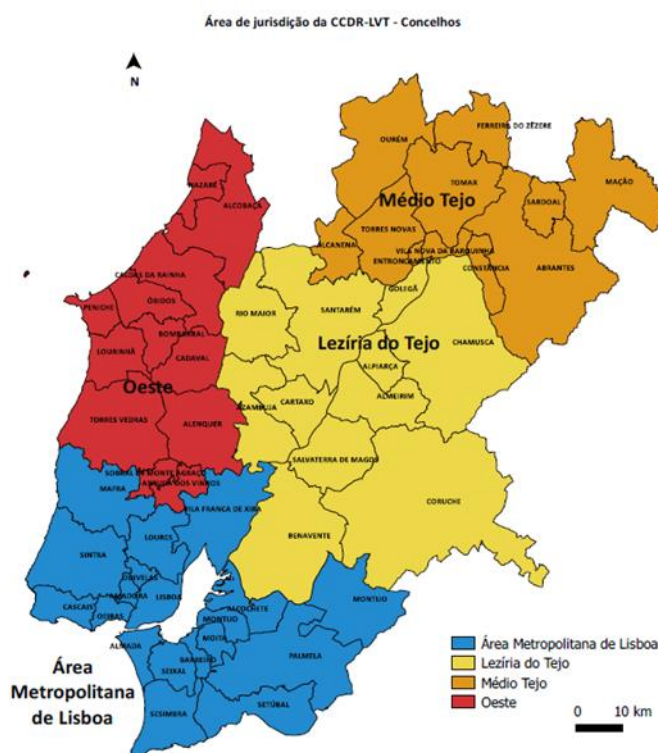 Área de jurisdição da CCDR-LVT - Concelhos
N
FERREIRA DO ZÊZERE
OURÉM
NAZARÉ
Médio Tejo
TOMAR
MAÇÃO
SARDOAL
ALCOBAÇA
TORRES NOVAS
ALCANENA
VILA NOVA DA BARQUINHA
ENTRONCAMENTO
CONSTÂNCIA
ABRANTES
CALDAS DA RAINHA
GOLEGÃ
PENICHE
ÓBIDOS
RIO MAIOR
SANTARÉM
BOMBARRAL
Lezíria do Tejo
CHAMUSCA
LOURINHÃ
CADAVAL
ALPIARÇA
Oeste
CARTAXO
ALMEIRIM
AZAMBUJA
TORRES VEDRAS
ALENQUER
SALVATERRA DE MAGOS
SOBRAL DE MONTE AGRAÇO
ARRUDA DOS VINHOS
MAFRA
VILA FRANCA DE XIRA
CORUCHE
BENAVENTE
LOURES
SINTRA
ODIVELAS
AMADORA
LISBOA
MONTIJO
CASCAIS
OEIRAS
ALCOCHETE
MONTIJO
ALMADA
MOITA
BARREIRO
PALMELA
SEIXAL
SESIMBRA
SETÚBAL
Área
Metropolitana
de Lisboa
Área Metropolitana de Lisboa
Lezíria do Tejo
Médio Tejo
Oeste
0 10 km